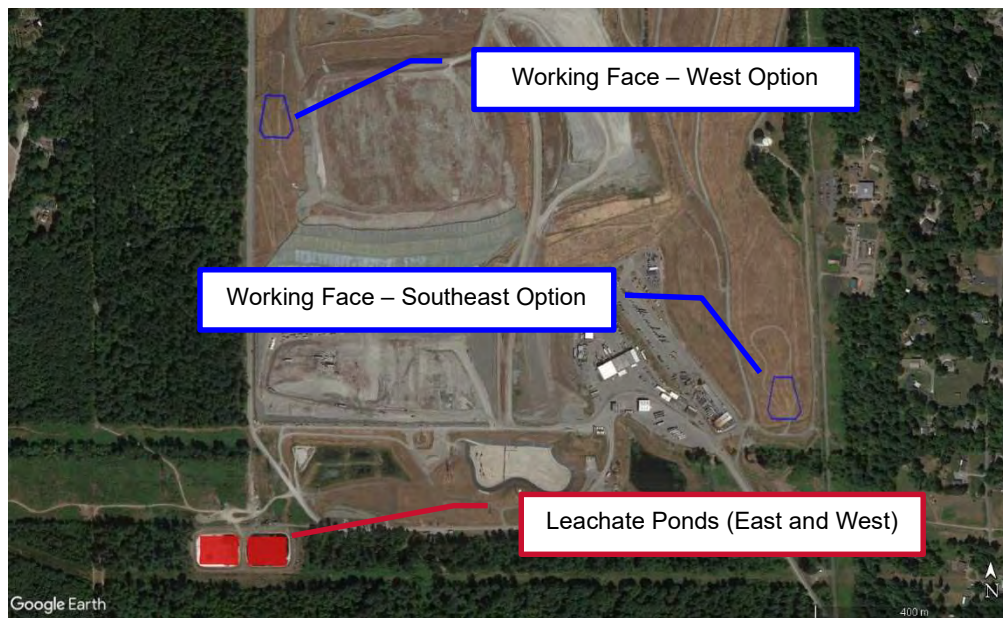 Working Face – West Option
Working Face – Southeast Option
Leachate Ponds (East and West)
Google Earth
400 m
N